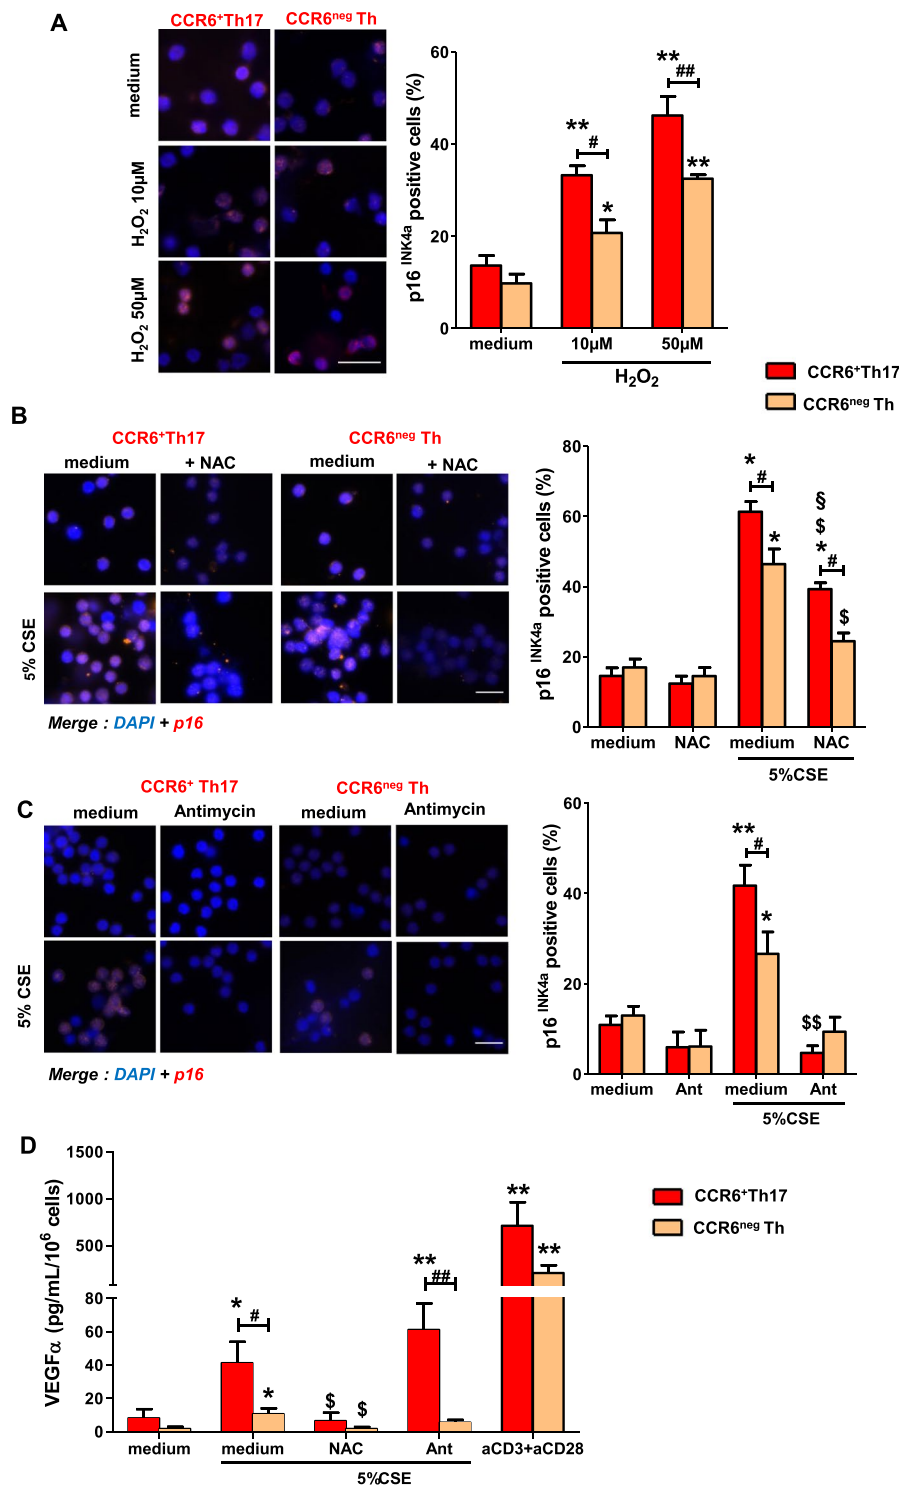 A
CCR6+Th17 CCR6neg Th
medium
H2O2 10µM
H2O2 50µM
p16 INK4a positive cells (%)
60
40
20
0
** # * ** ## **
medium 10µM 50µM
H2O2
CCR6+Th17
CCR6neg Th
B
CCR6+Th17 CCR6neg Th
medium + NAC medium + NAC
5% CSE
Merge : DAPI + p16
p16 INK4a positive cells (%)
80
60
40
20
0
* # * § $ * # $
medium NAC medium NAC
5%CSE
C
CCR6+ Th17 CCR6neg Th
medium Antimycin medium Antimycin
5% CSE
Merge : DAPI + p16
p16 INK4a positive cells (%)
60
40
20
0
** # * $$
medium Ant medium Ant
5%CSE
D
VEGFα (pg/mL/10^6 cells)
1500
1000
500
80
60
40
20
0
* # * $ $ ** ## ** **
medium medium NAC Ant aCD3+aCD28
5%CSE
CCR6+Th17
CCR6neg Th